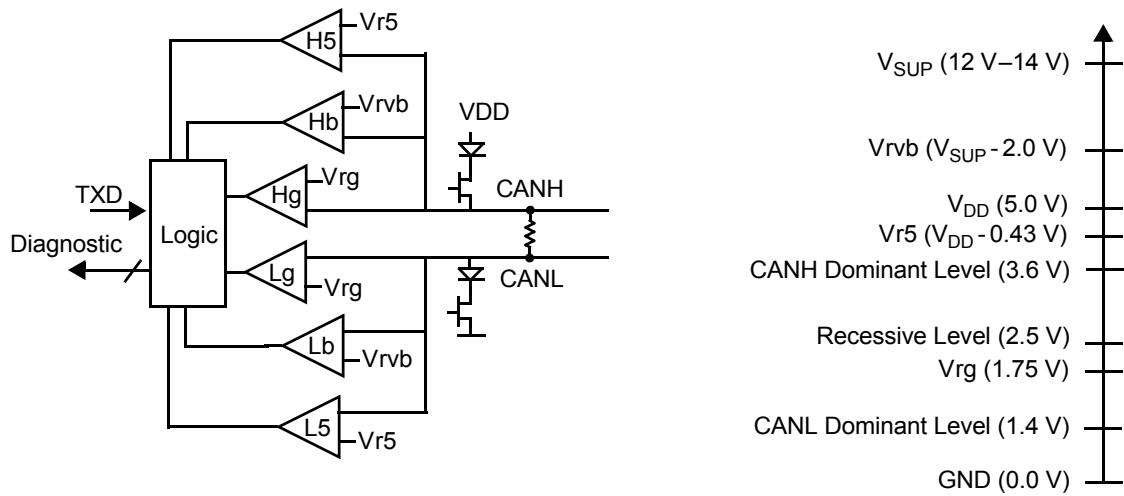 Vr5
H5
Vrvb
Hb
VDD
Vrg
Hg
CANH
TXD
Logic
Diagnostic
Lg
CANL
Vrg
Lb
Vrvb
L5
Vr5
V_SUP (12 V–14 V)
Vrvb (V_SUP - 2.0 V)
V_DD (5.0 V)
Vr5 (V_DD - 0.43 V)
CANH Dominant Level (3.6 V)
Recessive Level (2.5 V)
Vrg (1.75 V)
CANL Dominant Level (1.4 V)
GND (0.0 V)